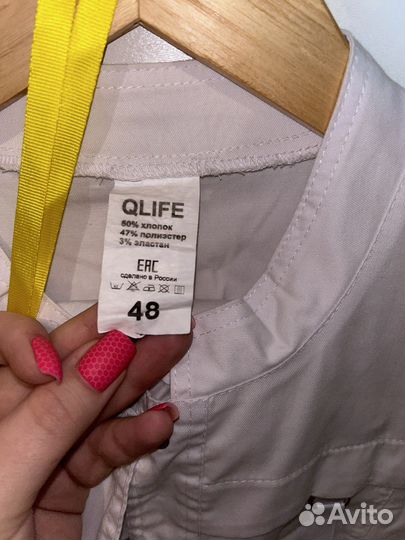 QLIFE
50% хлопок
47% полиэстер
3% эластан
EAC
сделано в России
48
Avito